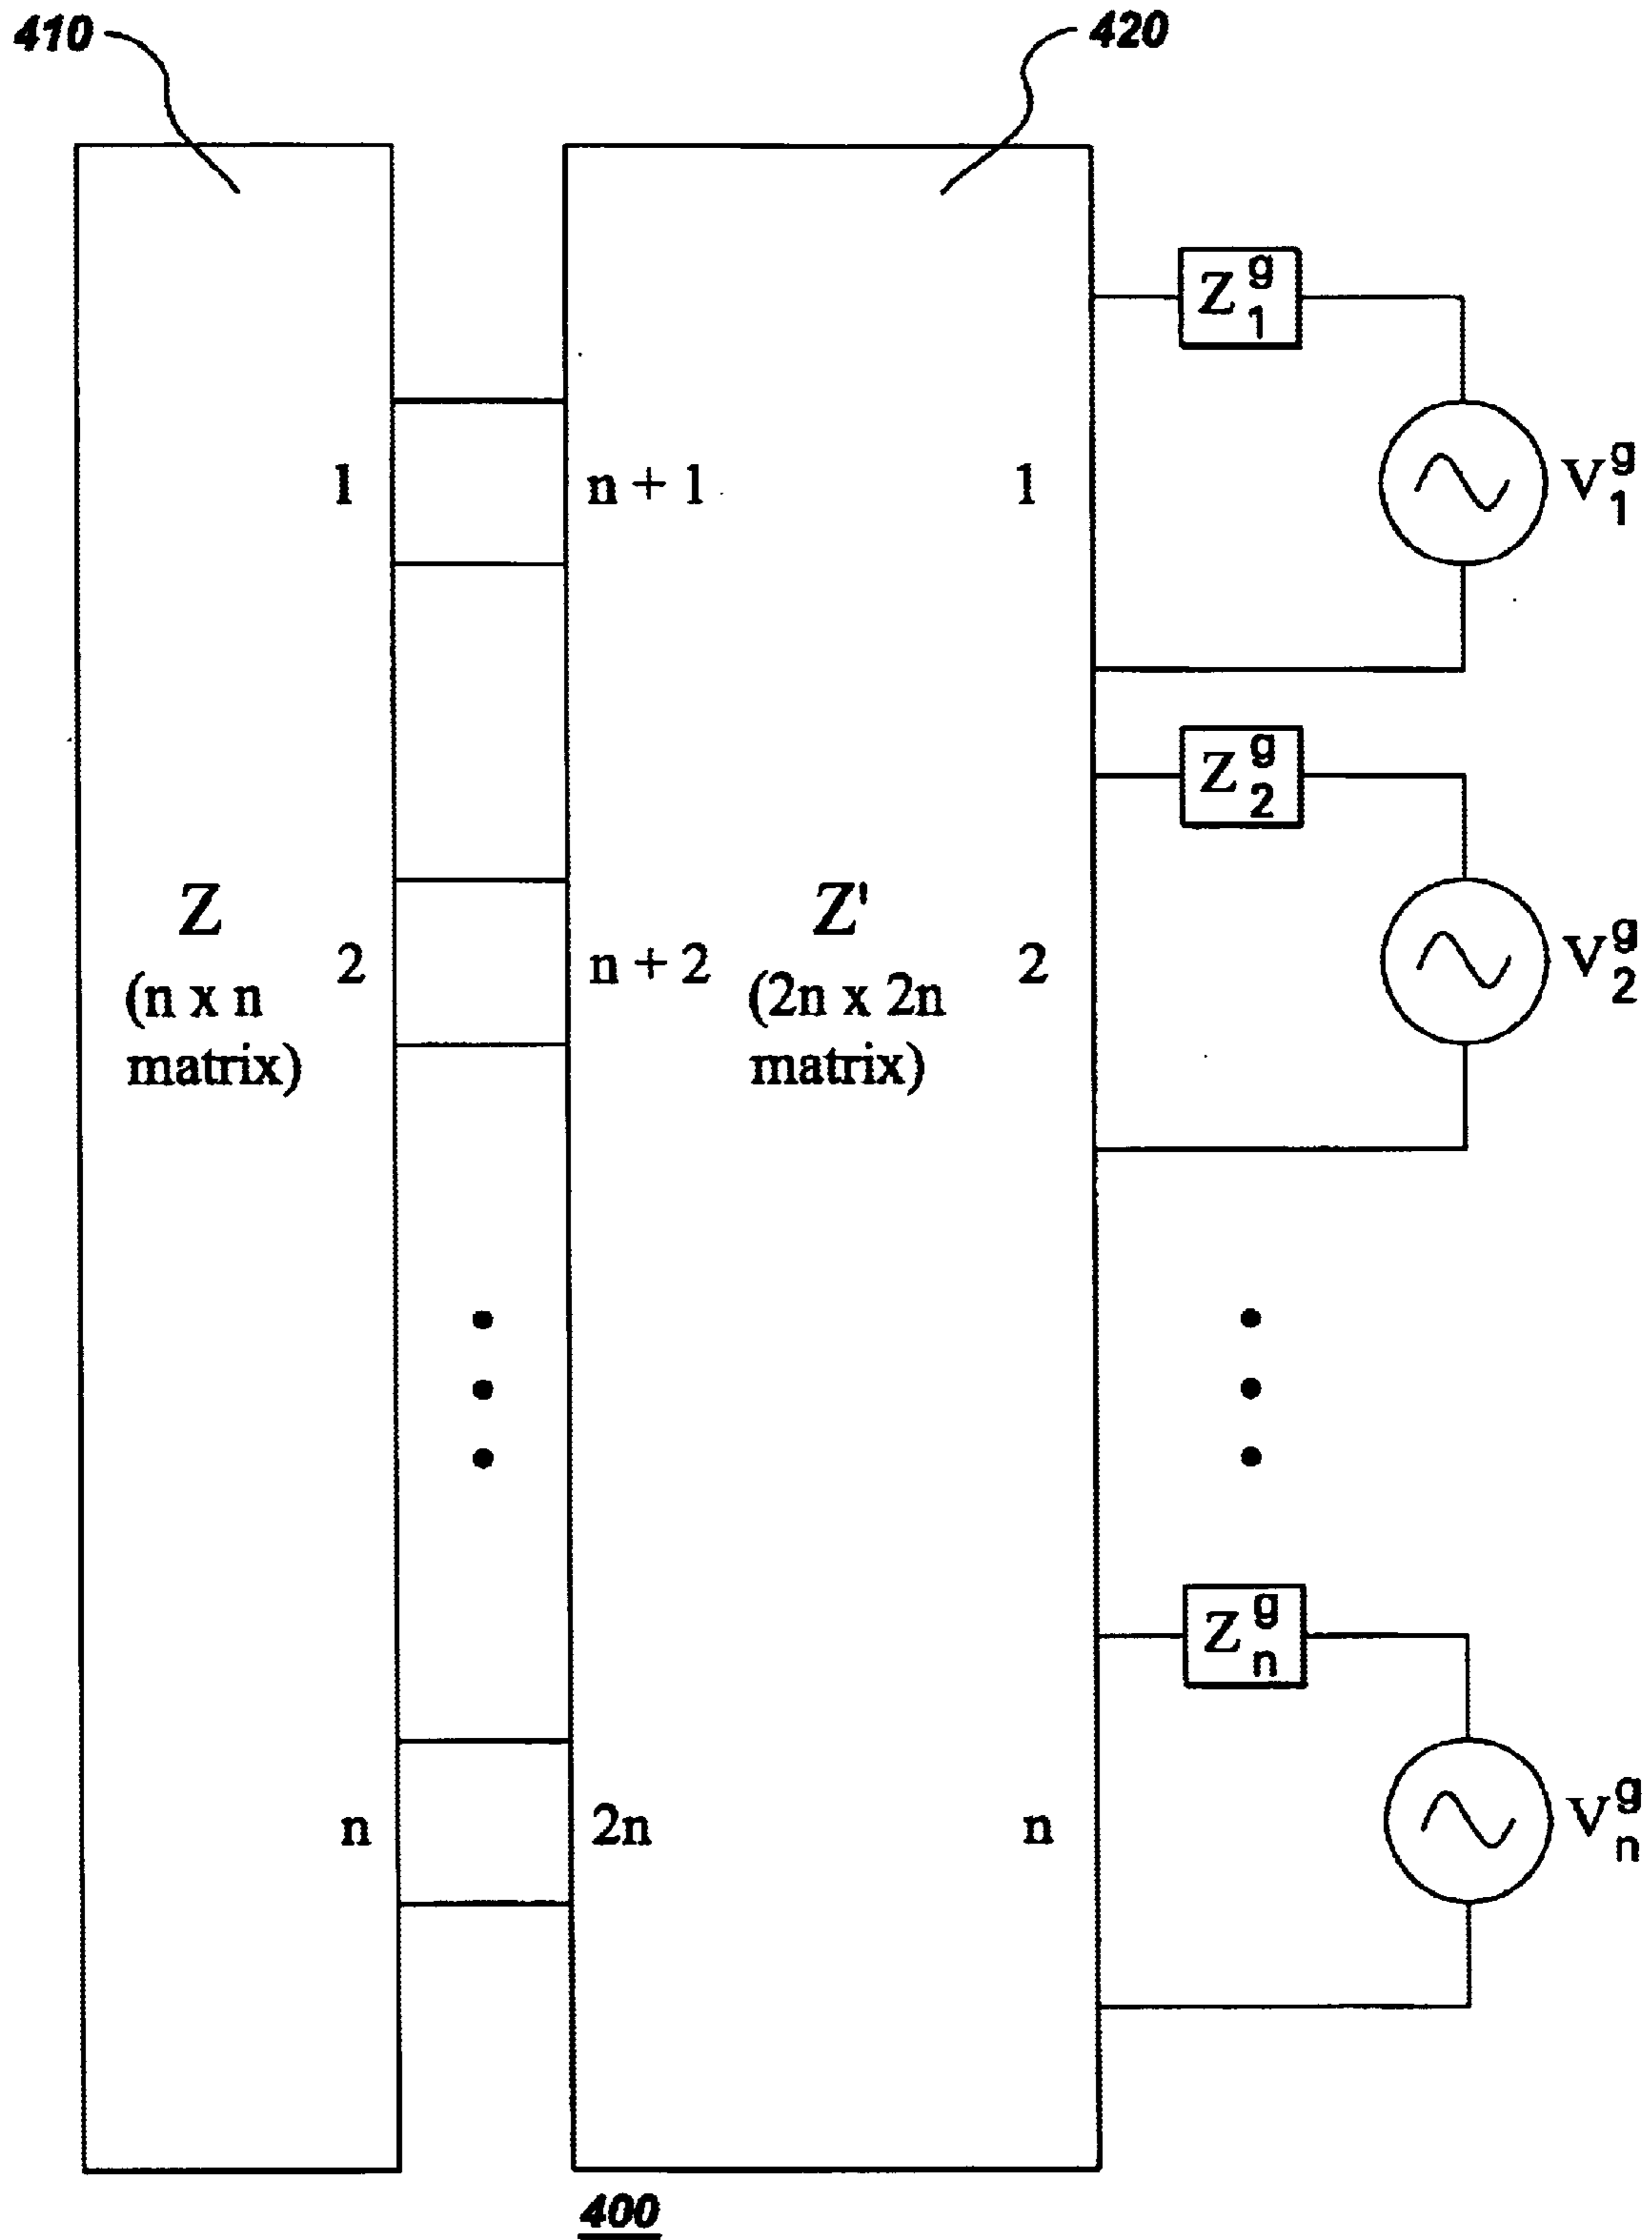 410
420
Z
(n x n
matrix)
1
2
n
n + 1
n + 2
2n
Z'
(2n x 2n
matrix)
1
2
n
Z g 1
V g 1
Z g 2
V g 2
Z g n
V g n
400